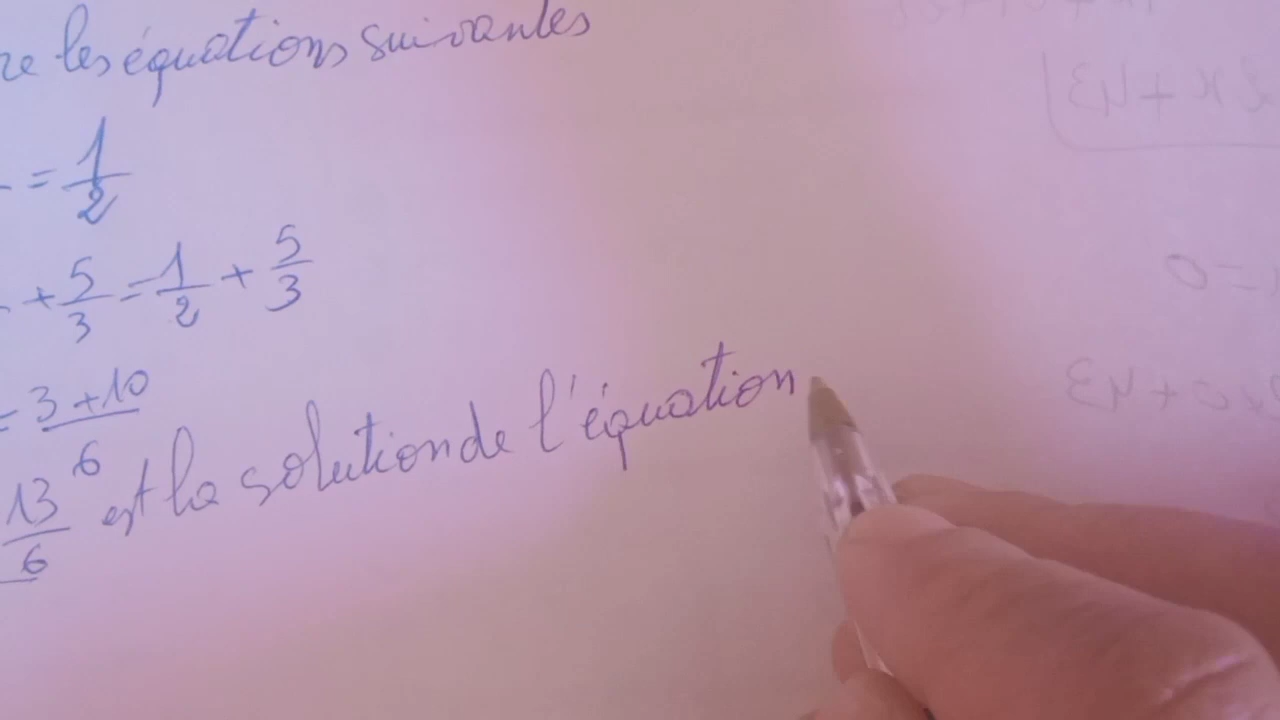 re les équations suivantes
- = 1/2
- + 5/3 = 1/2 + 5/3
= 3+10/6
13/6 est la solution de l'équation